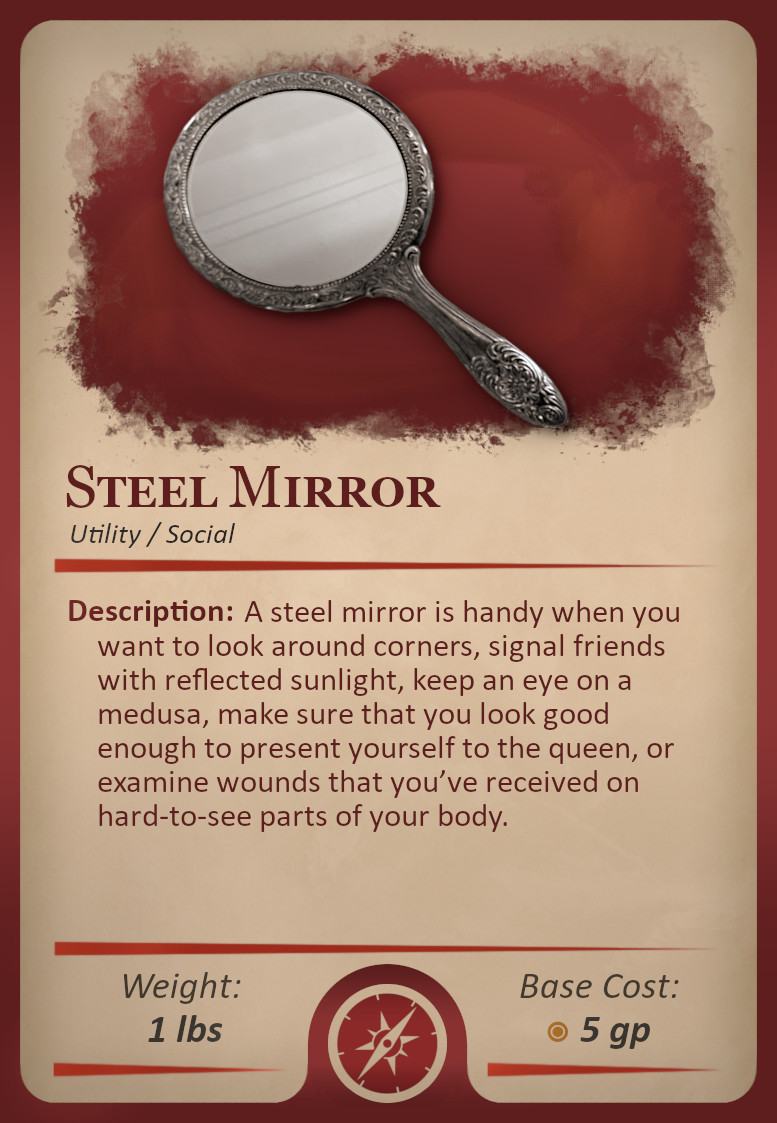 Steel Mirror
Utility / Social
Description: A steel mirror is handy when you
want to look around corners, signal friends
with reflected sunlight, keep an eye on a
medusa, make sure that you look good
enough to present yourself to the queen, or
examine wounds that you’ve received on
hard-to-see parts of your body.
Weight:
1 lbs
Base Cost:
5 gp